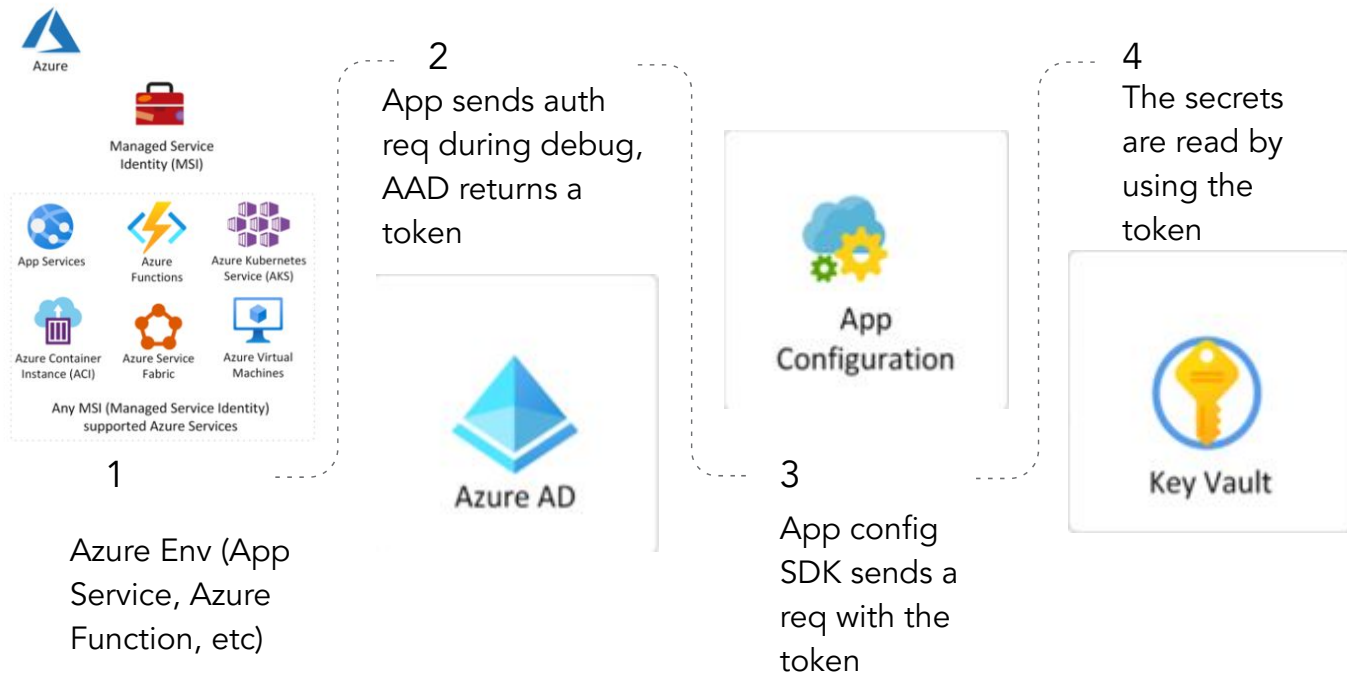 Azure
Managed Service
Identity (MSI)
App Services
Azure
Functions
Azure Kubernetes
Service (AKS)
Azure Container
Instance (ACI)
Azure Service
Fabric
Azure Virtual
Machines
Any MSI (Managed Service Identity)
supported Azure Services
1
Azure Env (App
Service, Azure
Function, etc)
2
App sends auth
req during debug,
AAD returns a
token
Azure AD
App
Configuration
3
App config
SDK sends a
req with the
token
4
The secrets
are read by
using the
token
Key Vault